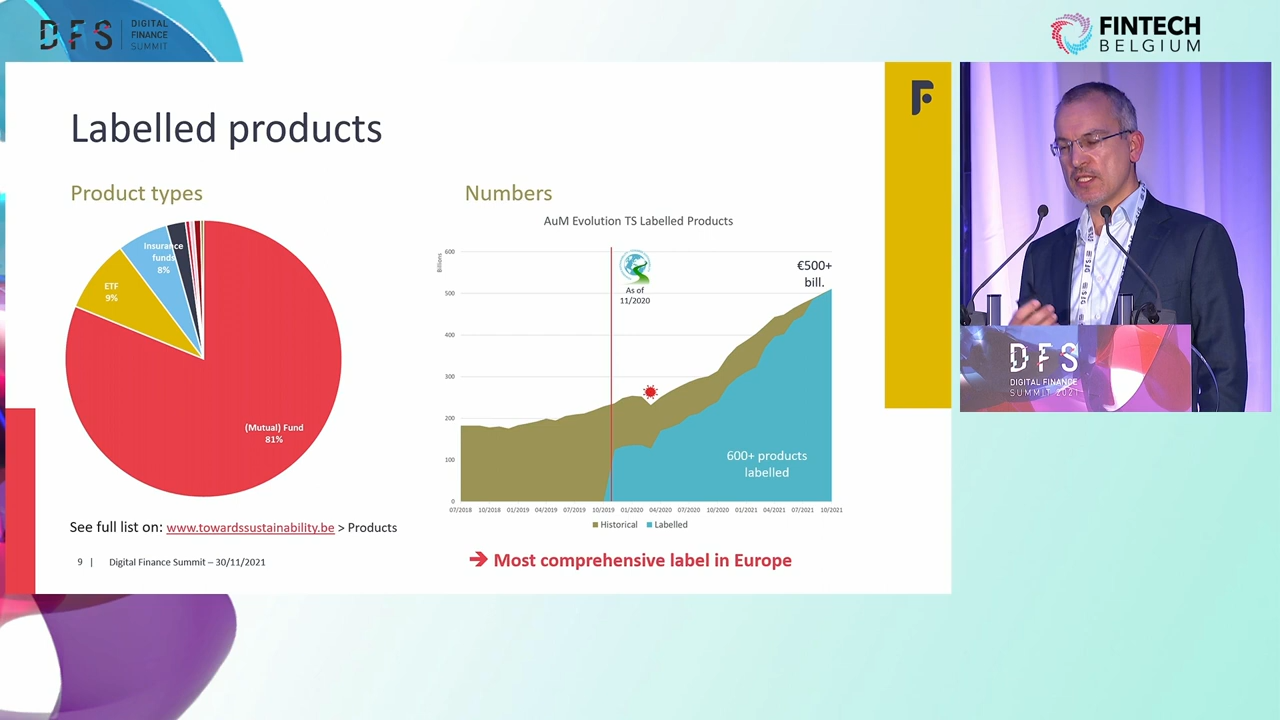 DFS
DIGITAL
FINANCE
SUMMIT
FINTECH
BELGIUM
Labelled products
Product types
Insurance
funds
8%
ETF
9%
(Mutual) Fund
81%
See full list on: www.towardssustainability.be > Products
9 | Digital Finance Summit – 30/11/2021
Numbers
AuM Evolution TS Labelled Products
Billions
600
500
400
300
200
100
0
As of
11/2020
€500+
bill.
600+ products
labelled
07/2018 10/2018 01/2019 04/2019 07/2019 10/2019 01/2020 04/2020 07/2020 10/2020 01/2021 04/2021 07/2021 10/2021
Historical Labelled
➔ Most comprehensive label in Europe
F
DFS
DFS
DIGITAL FINANCE
SUMMIT 2021